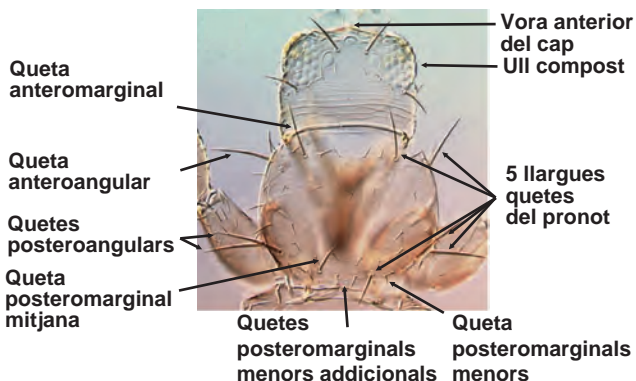 Vora anterior
del cap
Ull compost
Queta
anteromarginal
Queta
anteroangular
5 llargues
quetes
del pronot
Quetes
posteroangulars
Queta
posteromarginal
mitjana
Quetes
posteromarginals
menors addicionals
Queta
posteromarginals
menors